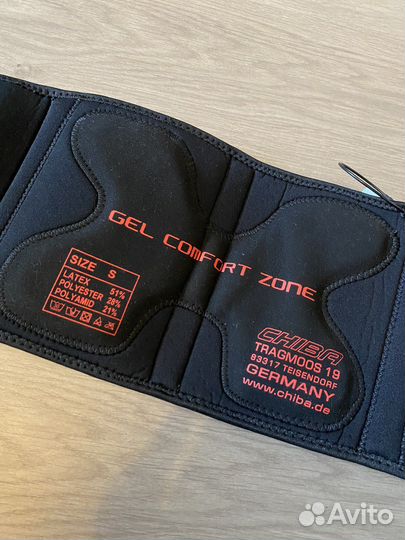 GEL COMFORT ZONE
SIZE S
LATEX 51%
POLYESTER 28%
POLYAMID 21%
CHIBA
TRAGMOOS 19
83317 TEISENDORF
GERMANY
www.chiba.de
Avito